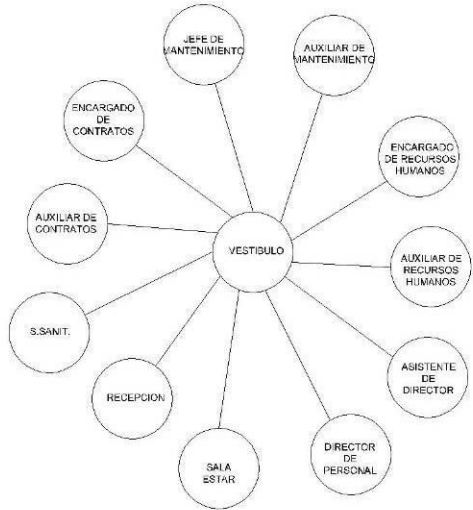 JEFE DE
MANTENIMIENTO
AUXILIAR DE
MANTENIMIENTO
ENCARGADO
DE
CONTRATOS
ENCARGADO
DE RECURSOS
HUMANOS
AUXILIAR DE
CONTRATOS
VESTIBULO
AUXILIAR DE
RECURSOS
HUMANOS
S.SANIT.
ASISTENTE
DE
DIRECTOR
RECEPCION
DIRECTOR
DE
PERSONAL
SALA
ESTAR